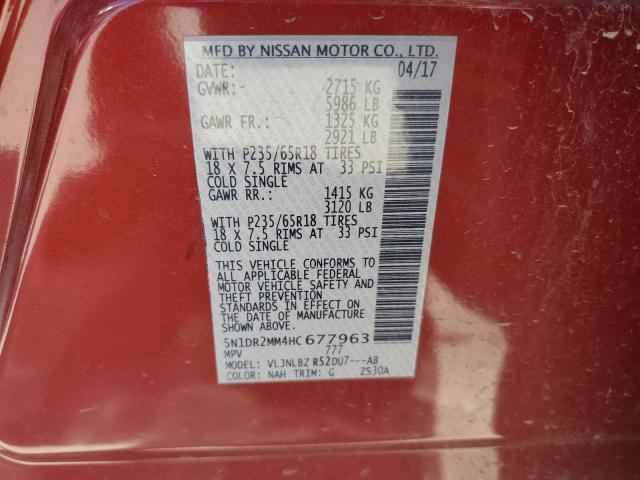 MFD BY NISSAN MOTOR CO., LTD.
DATE: 04/17
GVWR:- 2715 KG
5986 LB
GAWR FR.: 1325 KG
2921 LB
WITH P235/65R18 TIRES
18 X 7.5 RIMS AT 33 PSI
COLD SINGLE
GAWR RR.: 1415 KG
3120 LB
WITH P235/65R18 TIRES
18 X 7.5 RIMS AT 33 PSI
COLD SINGLE
THIS VEHICLE CONFORMS TO
ALL APPLICABLE FEDERAL
MOTOR VEHICLE SAFETY AND
THEFT PREVENTION
STANDARDS IN EFFECT ON
THE DATE OF MANUFACTURE
SHOWN ABOVE.
5N1DR2MM4HC677963
MPV 777
MODEL: VLJNLBZ R52DU7---AB
COLOR: NAH TRIM: G ZS30A